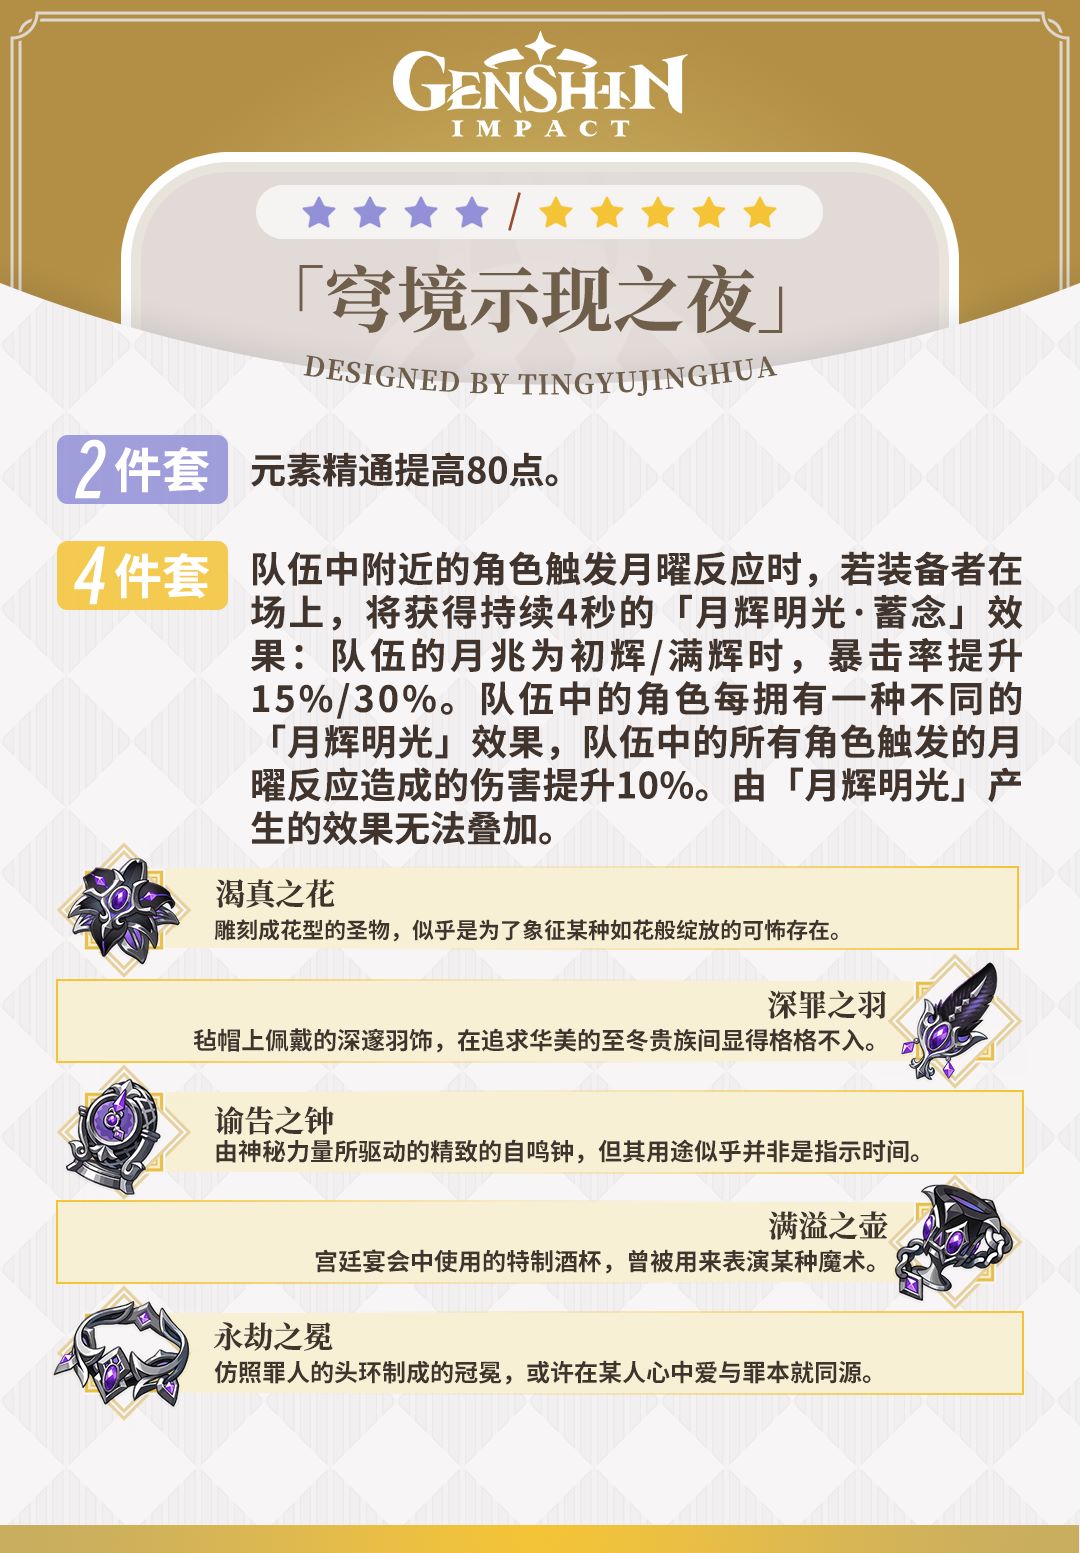 GENSHIN
IMPACT
「穹境示现之夜」
DESIGNED BY TINGYUJINGHUA
2件套
元素精通提高80点。
4件套
队伍中附近的角色触发月曜反应时，若装备者在
场上，将获得持续4秒的「月辉明光·蓄念」效
果：队伍的月兆为初辉/满辉时，暴击率提升
15%/30%。队伍中的角色每拥有一种不同的
「月辉明光」效果，队伍中的所有角色触发的月
曜反应造成的伤害提升10%。由「月辉明光」产
生的效果无法叠加。
渴真之花
雕刻成花型的圣物，似乎是为了象征某种如花般绽放的可怖存在。
深罪之羽
毡帽上佩戴的深邃羽饰，在追求华美的至冬贵族间显得格格不入。
谕告之钟
由神秘力量所驱动的精致的自鸣钟，但其用途似乎并非是指示时间。
满溢之壶
宫廷宴会中使用的特制酒杯，曾被用来表演某种魔术。
永劫之冕
仿照罪人的头环制成的冠冕，或许在某人心中爱与罪本就同源。